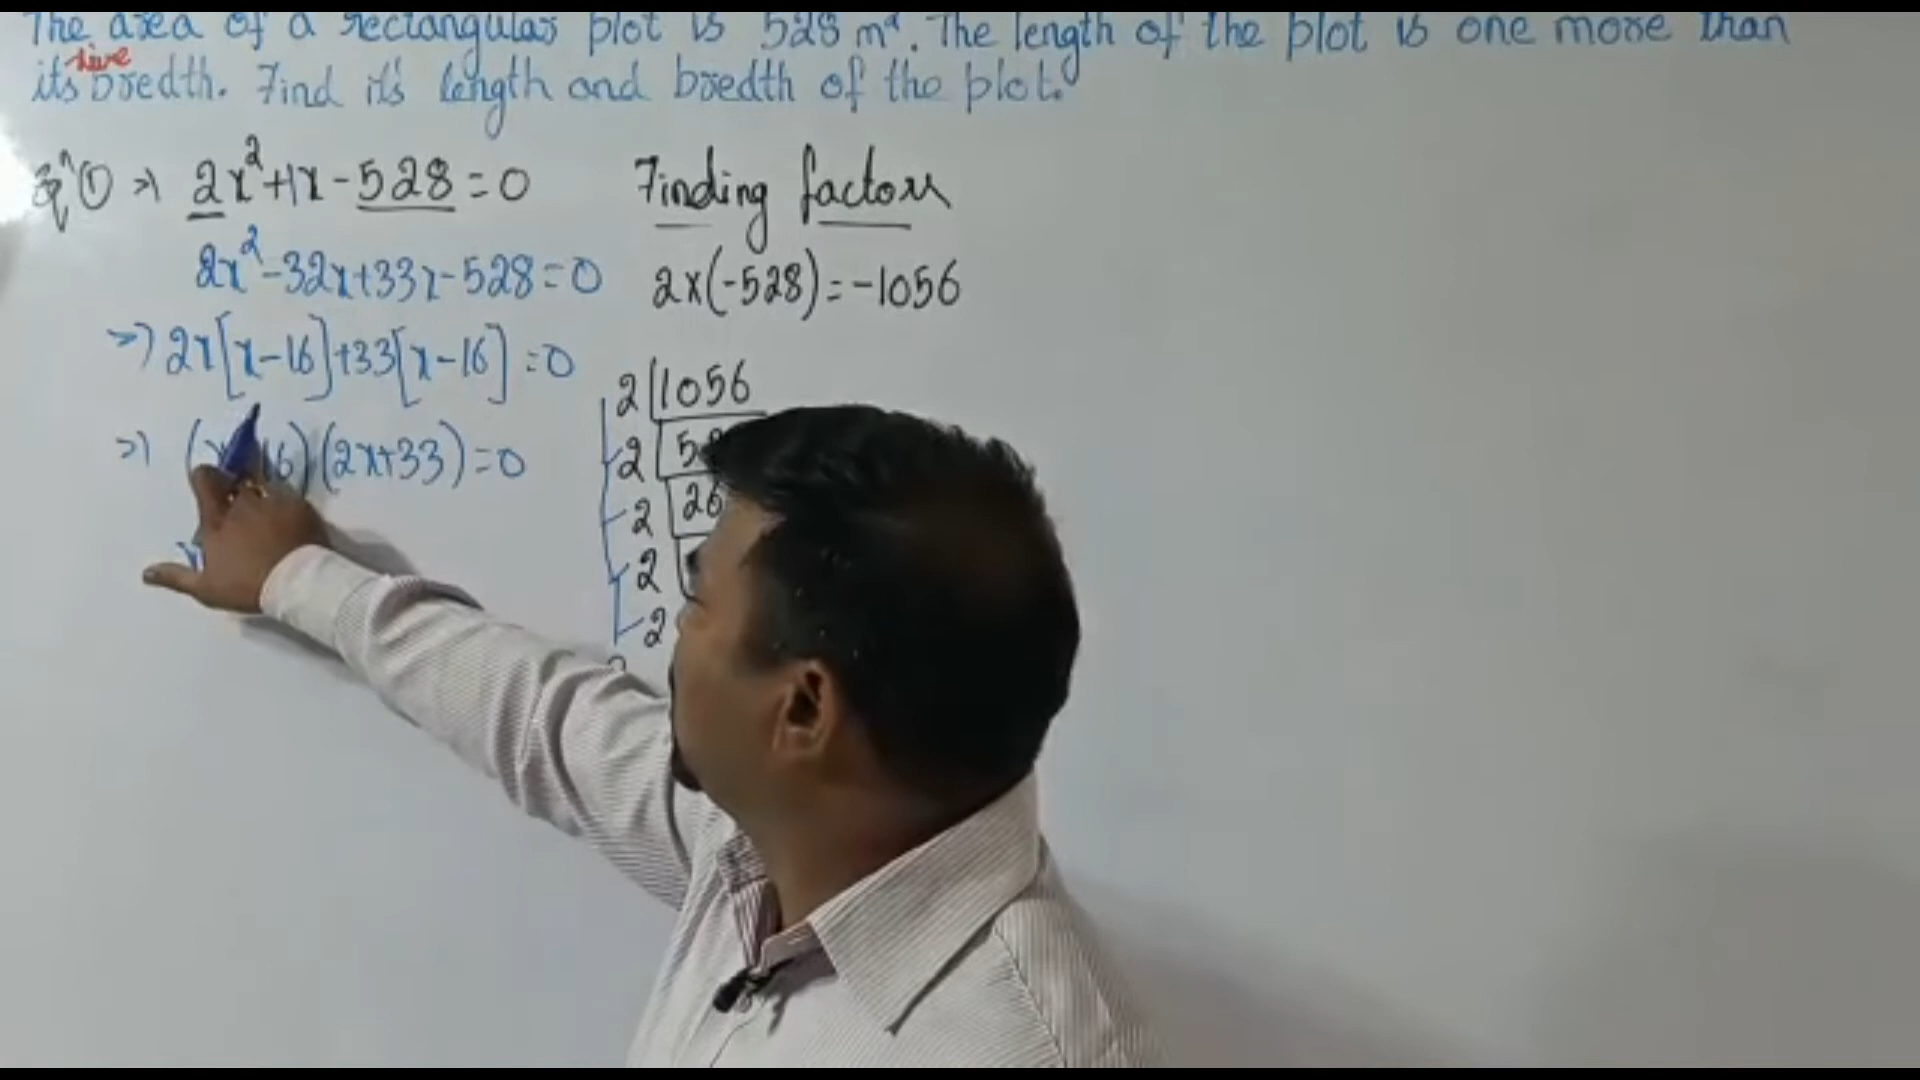 The area of a rectangular plot is 528 m². The length of the plot is one more than
its bredth. Find it's length and bredth of the plot.
qⁿ① ⇒ 2x²+1x-528=0
2x²-32x+33x-528=0
⇒ 2x[x-16]+33[x-16]=0
⇒ (x-16)(2x+33)=0
Finding factors
2×(-528)=-1056
2 1056
2 5
2 26
2
2